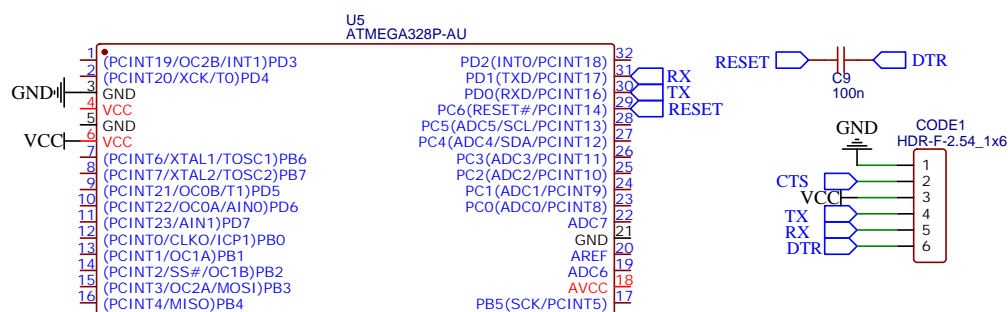 U5
ATMEGA328P-AU
1 (PCINT19/OC2B/INT1)PD3
2 (PCINT20/XCK/T0)PD4
GND 3 GND
4 VCC
5 GND
VCC 6 VCC
7 (PCINT6/XTAL1/TOSC1)PB6
8 (PCINT7/XTAL2/TOSC2)PB7
9 (PCINT21/OC0B/T1)PD5
10 (PCINT22/OC0A/AIN0)PD6
11 (PCINT23/AIN1)PD7
12 (PCINT0/CLKO/ICP1)PB0
13 (PCINT1/OC1A)PB1
14 (PCINT2/SS#/OC1B)PB2
15 (PCINT3/OC2A/MOSI)PB3
16 (PCINT4/MISO)PB4
PD2(INT0/PCINT18) 32
PD1(TXD/PCINT17) 31 RX
PD0(RXD/PCINT16) 30 TX
PC6(RESET#/PCINT14) 29 RESET
PC5(ADC5/SCL/PCINT13) 28
PC4(ADC4/SDA/PCINT12) 27
PC3(ADC3/PCINT11) 26
PC2(ADC2/PCINT10) 25
PC1(ADC1/PCINT9) 24
PC0(ADC0/PCINT8) 23
ADC7 22
GND 21
AREF 20
ADC6 19
AVCC 18
PB5(SCK/PCINT5) 17
RESET DTR
C9
100n
CODE1
HDR-F-2.54_1x6
GND 1
CTS 2
VCC 3
TX 4
RX 5
DTR 6